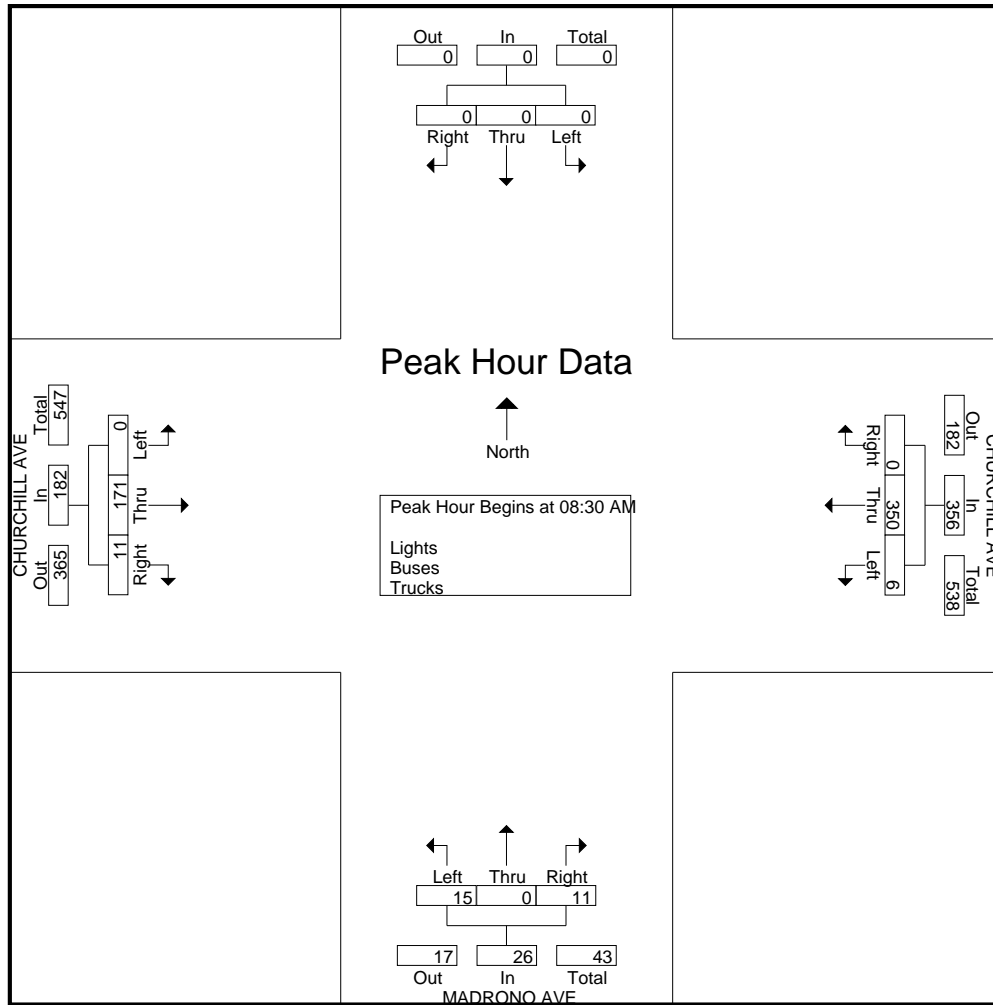 Out In Total
0 0 0
0 0 0
Right Thru Left
Peak Hour Data
North
Peak Hour Begins at 08:30 AM
Lights
Buses
Trucks
CHURCHILL AVE
Out In Total
365 182 547
11 171 0
Right Thru Left
CHURCHILL AVE
Out In Total
182 356 538
0 350 6
Right Thru Left
Left Thru Right
15 0 11
17 26 43
Out In Total
MADRONO AVE